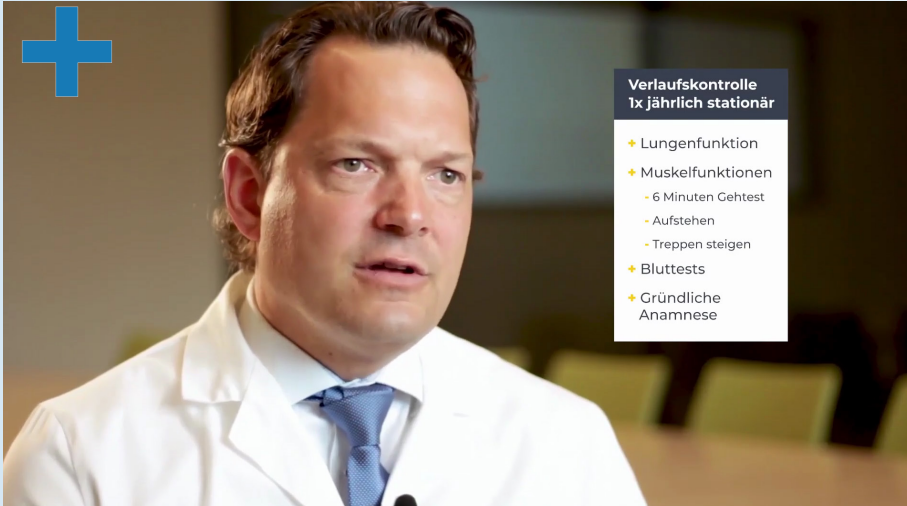 Verlaufskontrolle
1x jährlich stationär
+ Lungenfunktion
+ Muskelfunktionen
- 6 Minuten Gehtest
- Aufstehen
- Treppen steigen
+ Bluttests
+ Gründliche
Anamnese